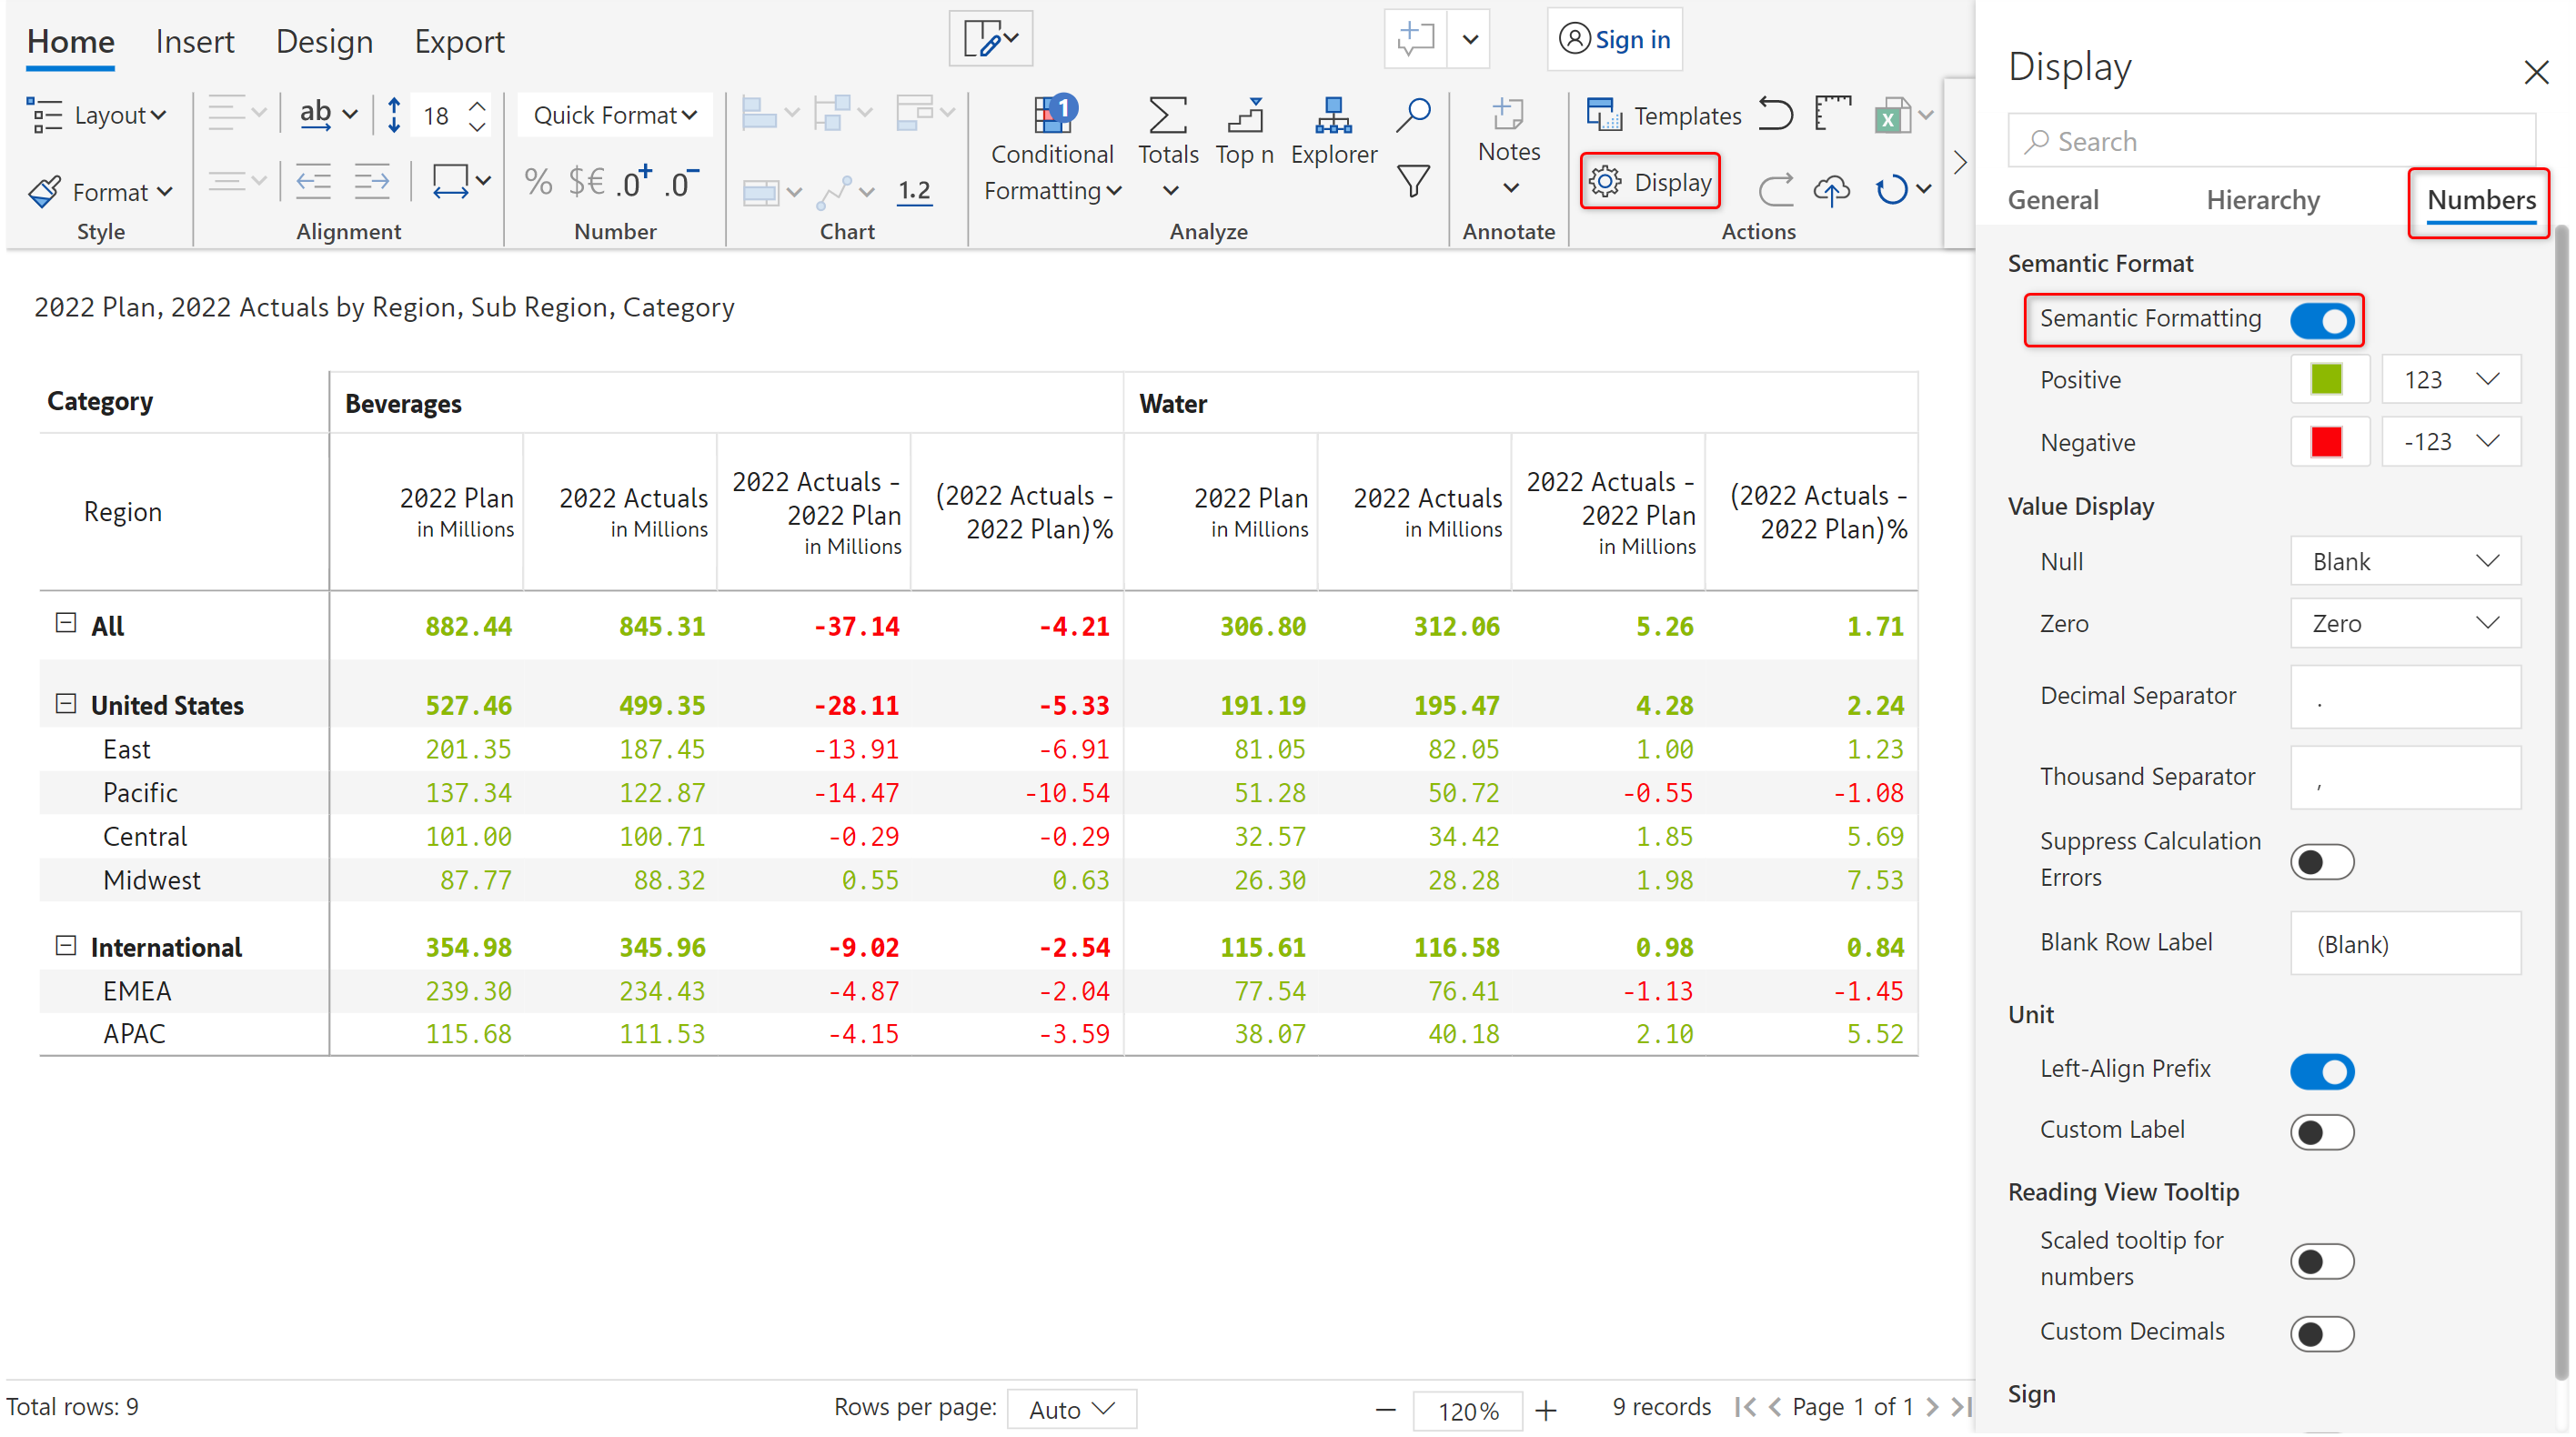 Home Insert Design Export
Sign in
Layout ab 18 Quick Format
1
Conditional Formatting
Totals
Top n
Explorer
Notes
Templates
Format % $€ .0+ .0- 1.2
Display
Style Alignment Number Chart Analyze Annotate Actions
2022 Plan, 2022 Actuals by Region, Sub Region, Category
Category Beverages Water
Region
2022 Plan in Millions
2022 Actuals in Millions
2022 Actuals - 2022 Plan in Millions
(2022 Actuals - 2022 Plan)%
2022 Plan in Millions
2022 Actuals in Millions
2022 Actuals - 2022 Plan in Millions
(2022 Actuals - 2022 Plan)%
All 882.44 845.31 -37.14 -4.21 306.80 312.06 5.26 1.71
United States 527.46 499.35 -28.11 -5.33 191.19 195.47 4.28 2.24
East 201.35 187.45 -13.91 -6.91 81.05 82.05 1.00 1.23
Pacific 137.34 122.87 -14.47 -10.54 51.28 50.72 -0.55 -1.08
Central 101.00 100.71 -0.29 -0.29 32.57 34.42 1.85 5.69
Midwest 87.77 88.32 0.55 0.63 26.30 28.28 1.98 7.53
International 354.98 345.96 -9.02 -2.54 115.61 116.58 0.98 0.84
EMEA 239.30 234.43 -4.87 -2.04 77.54 76.41 -1.13 -1.45
APAC 115.68 111.53 -4.15 -3.59 38.07 40.18 2.10 5.52
Total rows: 9 Rows per page: Auto 120% 9 records Page 1 of 1
Display
Search
General Hierarchy Numbers
Semantic Format
Semantic Formatting
Positive 123
Negative -123
Value Display
Null Blank
Zero Zero
Decimal Separator .
Thousand Separator ,
Suppress Calculation
Errors
Blank Row Label (Blank)
Unit
Left-Align Prefix
Custom Label
Reading View Tooltip
Scaled tooltip for
numbers
Custom Decimals
Sign